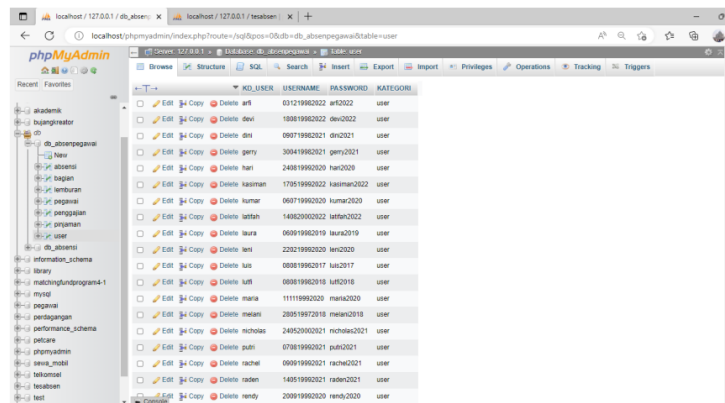 localhost / 127.0.0.1 / db_absenp
localhost / 127.0.0.1 / tesabsen |
localhost/phpmyadmin/index.php?route=/sql&pos=0&db=db_absenpegawai&table=user
phpMyAdmin
Server: 127.0.0.1 » Database: db_absenpegawai » Table: user
Recent Favorites
Browse Structure SQL Search Insert Export Import Privileges Operations Tracking Triggers
akademik
bujangkreator
db
db_absenpegawai
New
absensi
bagian
lemburan
pegawai
penggajian
pinjaman
user
db_absensi
information_schema
library
matchingfundprogram4-1
mysql
pegawai
perdagangan
performance_schema
petcare
phpmyadmin
sewa_mobil
telkomsel
tesabsen
test
←T→ KD_USER USERNAME PASSWORD KATEGORI
Edit Copy Delete arfi 031219982022 arfi2022 user
Edit Copy Delete devi 180819982022 devi2022 user
Edit Copy Delete dini 090719982021 dini2021 user
Edit Copy Delete gerry 300419982021 gerry2021 user
Edit Copy Delete hari 240819992020 hari2020 user
Edit Copy Delete kasiman 170519992022 kasiman2022 user
Edit Copy Delete kumar 060719992020 kumar2020 user
Edit Copy Delete latifah 140820002022 latifah2022 user
Edit Copy Delete laura 060919982019 laura2019 user
Edit Copy Delete leni 220219992020 leni2020 user
Edit Copy Delete luis 080819962017 luis2017 user
Edit Copy Delete lutfi 080819982018 lutfi2018 user
Edit Copy Delete maria 111119992020 maria2020 user
Edit Copy Delete melani 280519972018 melani2018 user
Edit Copy Delete nicholas 240520002021 nicholas2021 user
Edit Copy Delete putri 070819992021 putri2021 user
Edit Copy Delete rachel 090919992021 rachel2021 user
Edit Copy Delete raden 140519992021 raden2021 user
Edit Copy Delete rendy 200919992020 rendy2020 user
Console